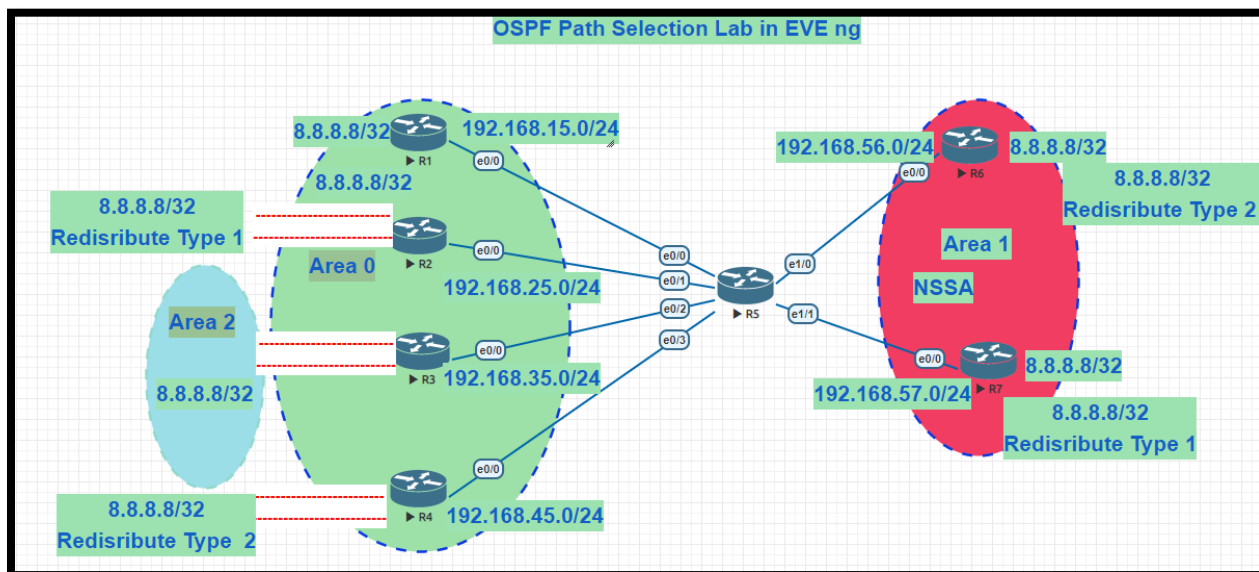 OSPF Path Selection Lab in EVE ng
8.8.8.8/32
192.168.15.0/24
R1
e0/0
8.8.8.8/32
8.8.8.8/32
Redisribute Type 1
R2
e0/0
Area 0
192.168.25.0/24
Area 2
8.8.8.8/32
R3
e0/0
192.168.35.0/24
8.8.8.8/32
Redisribute Type 2
R4
e0/0
192.168.45.0/24
e0/0
e0/1
e0/2
e0/3
R5
e1/0
e1/1
192.168.56.0/24
e0/0
R6
8.8.8.8/32
8.8.8.8/32
Redisribute Type 2
Area 1
NSSA
e0/0
R7
192.168.57.0/24
8.8.8.8/32
8.8.8.8/32
Redisribute Type 1